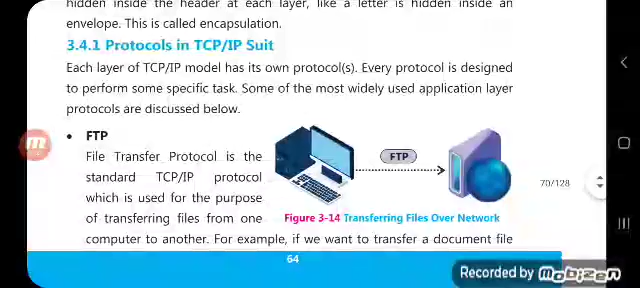 hidden inside the header at each layer, like a letter is hidden inside an
envelope. This is called encapsulation.
3.4.1 Protocols in TCP/IP Suit
Each layer of TCP/IP model has its own protocol(s). Every protocol is designed
to perform some specific task. Some of the most widely used application layer
protocols are discussed below.
• FTP
File Transfer Protocol is the
standard TCP/IP protocol
which is used for the purpose
of transferring files from one
computer to another. For example, if we want to transfer a document file
FTP
Figure 3-14 Transferring Files Over Network
70/128
64
Recorded by Mobizen